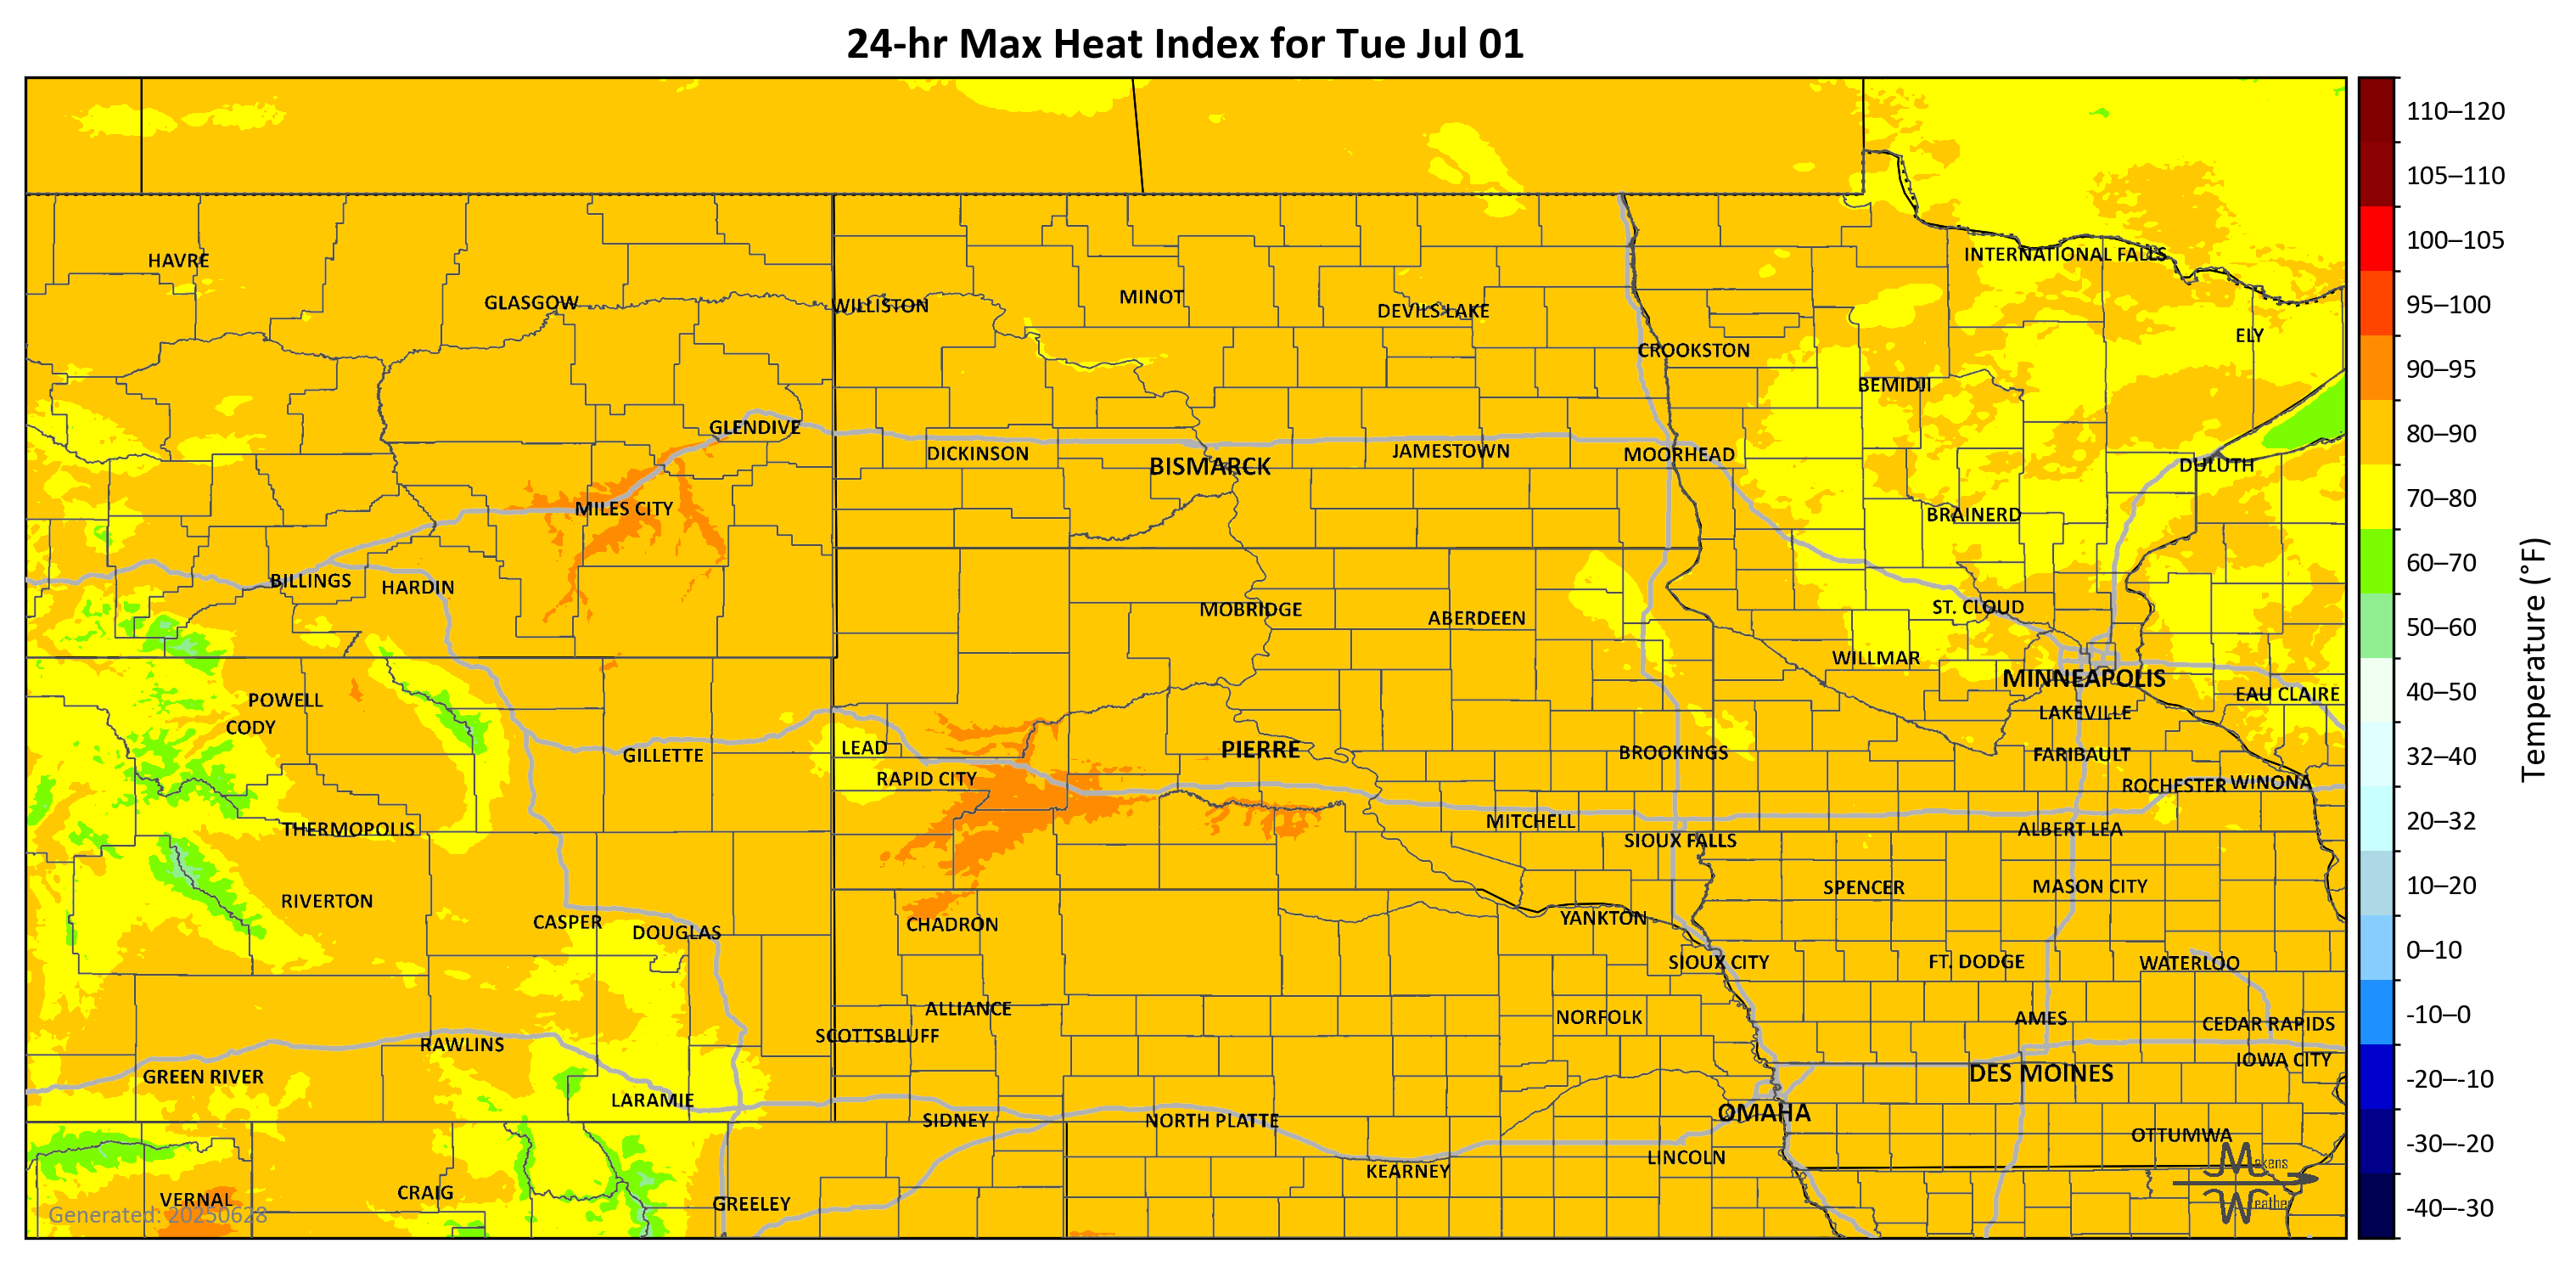 24-hr Max Heat Index for Tue Jul 01
110–120
105–110
100–105
95–100
90–95
80–90
70–80
60–70
50–60
40–50
32–40
20–32
10–20
0–10
-10–0
-20–-10
-30–-20
-40–-30
Temperature (°F)
HAVRE
GLASGOW
WILLISTON
MINOT
DEVILS LAKE
CROOKSTON
INTERNATIONAL FALLS
ELY
BEMIDJI
GLENDIVE
DICKINSON
BISMARCK
JAMESTOWN
MOORHEAD
DULUTH
MILES CITY
BRAINERD
BILLINGS
HARDIN
MOBRIDGE
ABERDEEN
ST. CLOUD
WILLMAR
MINNEAPOLIS
EAU CLAIRE
POWELL
CODY
LAKEVILLE
GILLETTE
LEAD
PIERRE
BROOKINGS
FARIBAULT
RAPID CITY
ROCHESTER
WINONA
THERMOPOLIS
MITCHELL
SIOUX FALLS
ALBERT LEA
RIVERTON
SPENCER
MASON CITY
CASPER
DOUGLAS
CHADRON
YANKTON
SIOUX CITY
FT. DODGE
WATERLOO
ALLIANCE
NORFOLK
AMES
CEDAR RAPIDS
SCOTTSBLUFF
RAWLINS
IOWA CITY
GREEN RIVER
DES MOINES
LARAMIE
SIDNEY
NORTH PLATTE
OMAHA
OTTUMWA
LINCOLN
KEARNEY
VERNAL
CRAIG
GREELEY
Generated: 20250628
Makens
Weather